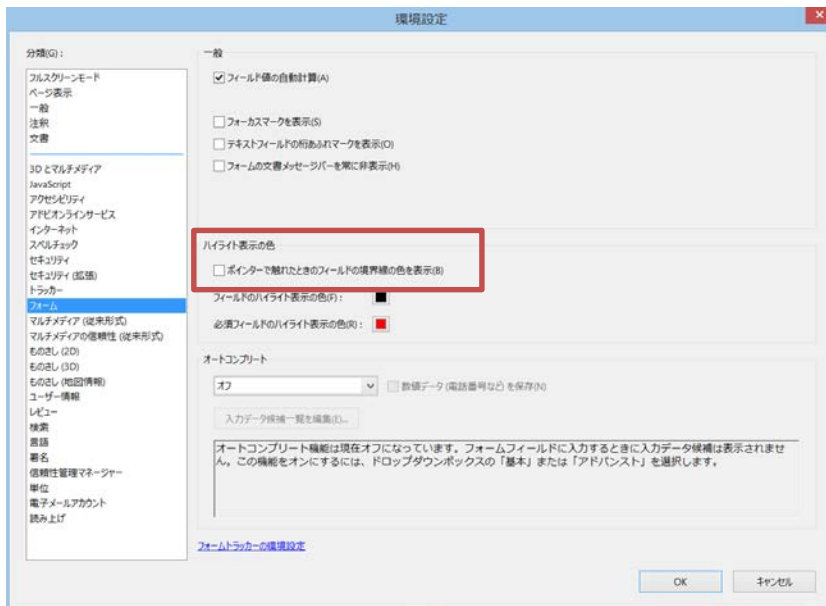 環境設定
分類(G):
フルスクリーンモード
ページ表示
一般
注釈
文書
3D とマルチメディア
JavaScript
アクセシビリティ
アドビオンラインサービス
インターネット
スペルチェック
セキュリティ
セキュリティ (拡張)
トラッカー
フォーム
マルチメディア (従来形式)
マルチメディアの信頼性 (従来形式)
ものさし (2D)
ものさし (3D)
ものさし (地図情報)
ユーザー情報
レビュー
検索
言語
署名
信頼性管理マネージャー
単位
電子メールアカウント
読み上げ
一般
フィールド値の自動計算(A)
フォーカスマークを表示(S)
テキストフィールドの桁あふれマークを表示(O)
フォームの文書メッセージバーを常に非表示(H)
ハイライト表示の色
ポインターで触れたときのフィールドの境界線の色を表示(B)
フィールドのハイライト表示の色(F):
必須フィールドのハイライト表示の色(R):
オートコンプリート
オフ
数値データ (電話番号など) を保存(N)
入力データ候補一覧を編集(E)...
オートコンプリート機能は現在オフになっています。フォームフィールドに入力するときに入力データ候補は表示されませ
ん。この機能をオンにするには、ドロップダウンボックスの「基本」または「アドバンスト」を選択します。
フォームトラッカーの環境設定
OK
キャンセル